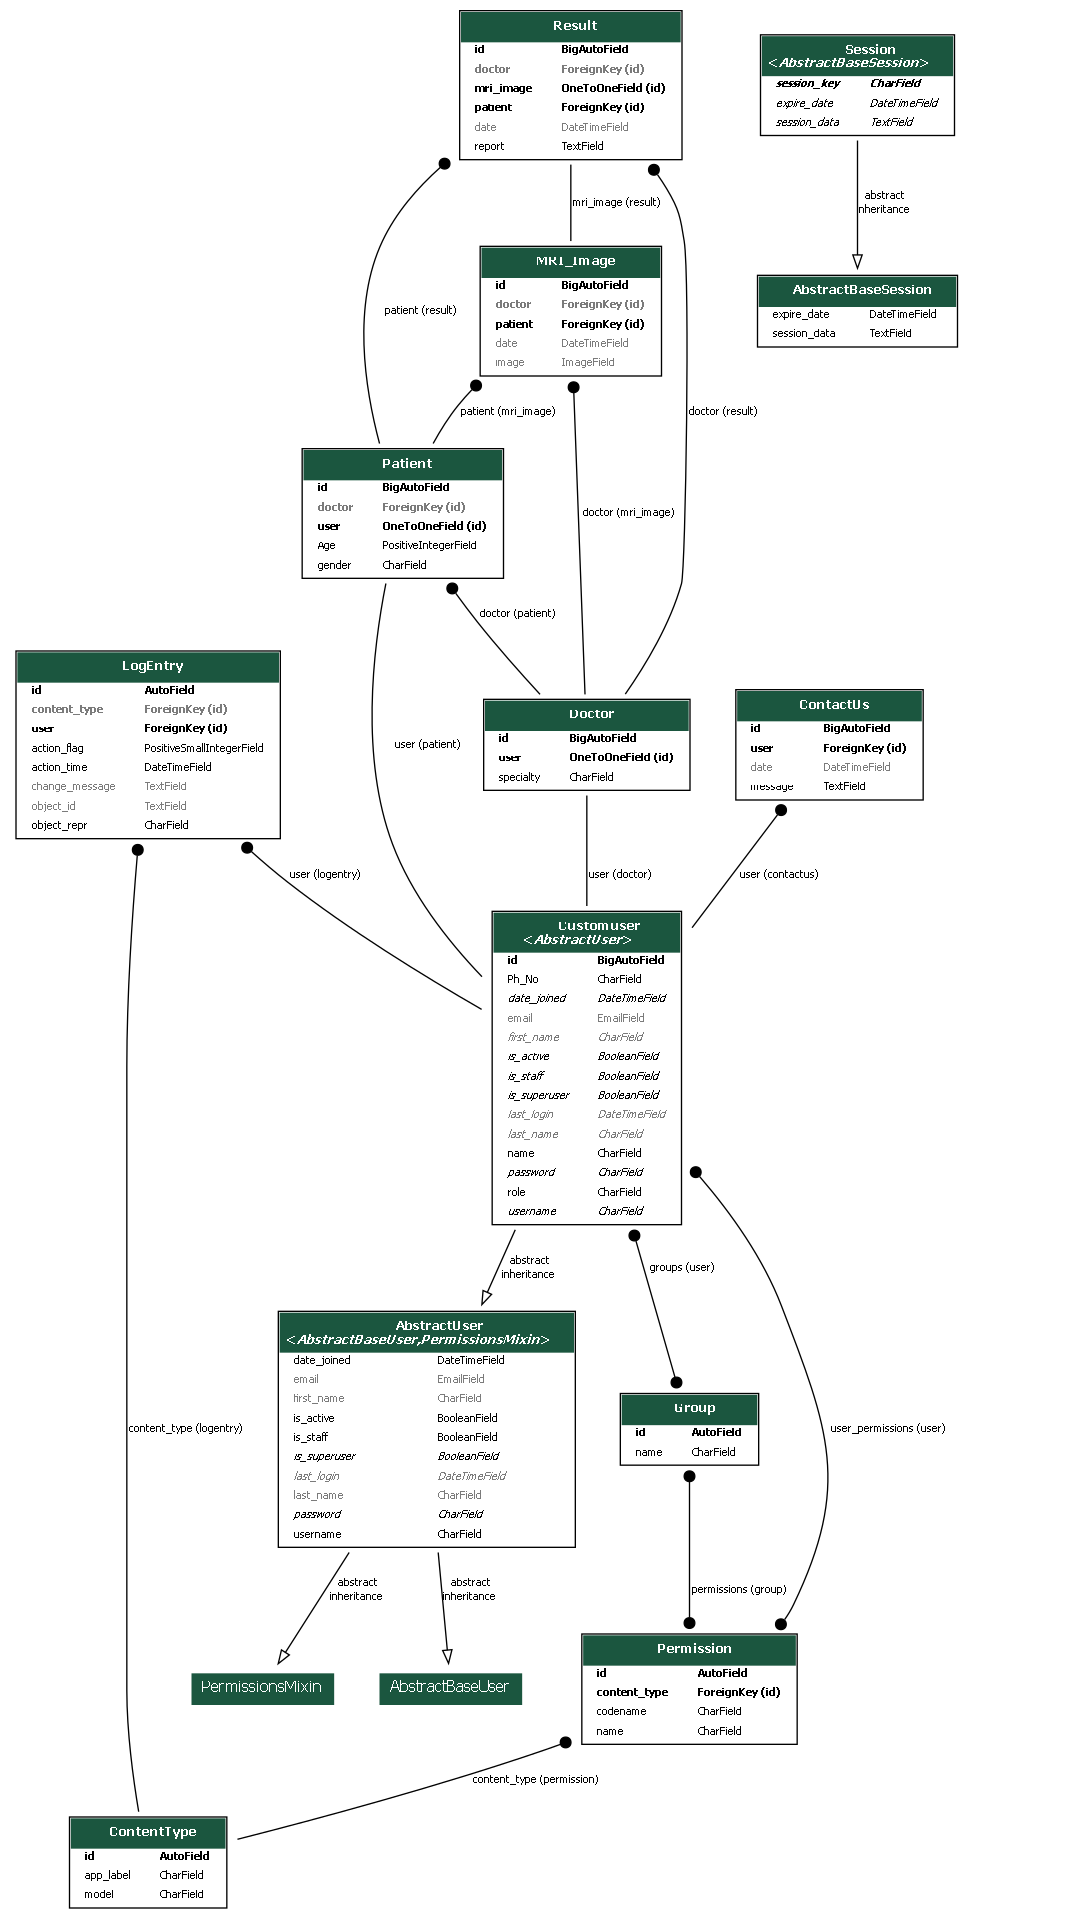 Result
id BigAutoField
doctor ForeignKey (id)
mri_image OneToOneField (id)
patient ForeignKey (id)
date DateTimeField
report TextField
Session
<AbstractBaseSession>
session_key CharField
expire_date DateTimeField
session_data TextField
abstract
inheritance
AbstractBaseSession
expire_date DateTimeField
session_data TextField
mri_image (result)
MRI_Image
id BigAutoField
doctor ForeignKey (id)
patient ForeignKey (id)
date DateTimeField
image ImageField
patient (result)
patient (mri_image)
doctor (result)
doctor (mri_image)
Patient
id BigAutoField
doctor ForeignKey (id)
user OneToOneField (id)
Age PositiveIntegerField
gender CharField
doctor (patient)
user (patient)
LogEntry
id AutoField
content_type ForeignKey (id)
user ForeignKey (id)
action_flag PositiveSmallIntegerField
action_time DateTimeField
change_message TextField
object_id TextField
object_repr CharField
Doctor
id BigAutoField
user OneToOneField (id)
specialty CharField
ContactUs
id BigAutoField
user ForeignKey (id)
date DateTimeField
message TextField
user (logentry)
user (doctor)
user (contactus)
Customuser
<AbstractUser>
id BigAutoField
Ph_No CharField
date_joined DateTimeField
email EmailField
first_name CharField
is_active BooleanField
is_staff BooleanField
is_superuser BooleanField
last_login DateTimeField
last_name CharField
name CharField
password CharField
role CharField
username CharField
abstract
inheritance
groups (user)
AbstractUser
<AbstractBaseUser,PermissionsMixin>
date_joined DateTimeField
email EmailField
first_name CharField
is_active BooleanField
is_staff BooleanField
is_superuser BooleanField
last_login DateTimeField
last_name CharField
password CharField
username CharField
Group
id AutoField
name CharField
content_type (logentry)
user_permissions (user)
abstract
inheritance
abstract
inheritance
permissions (group)
PermissionsMixin
AbstractBaseUser
Permission
id AutoField
content_type ForeignKey (id)
codename CharField
name CharField
content_type (permission)
ContentType
id AutoField
app_label CharField
model CharField